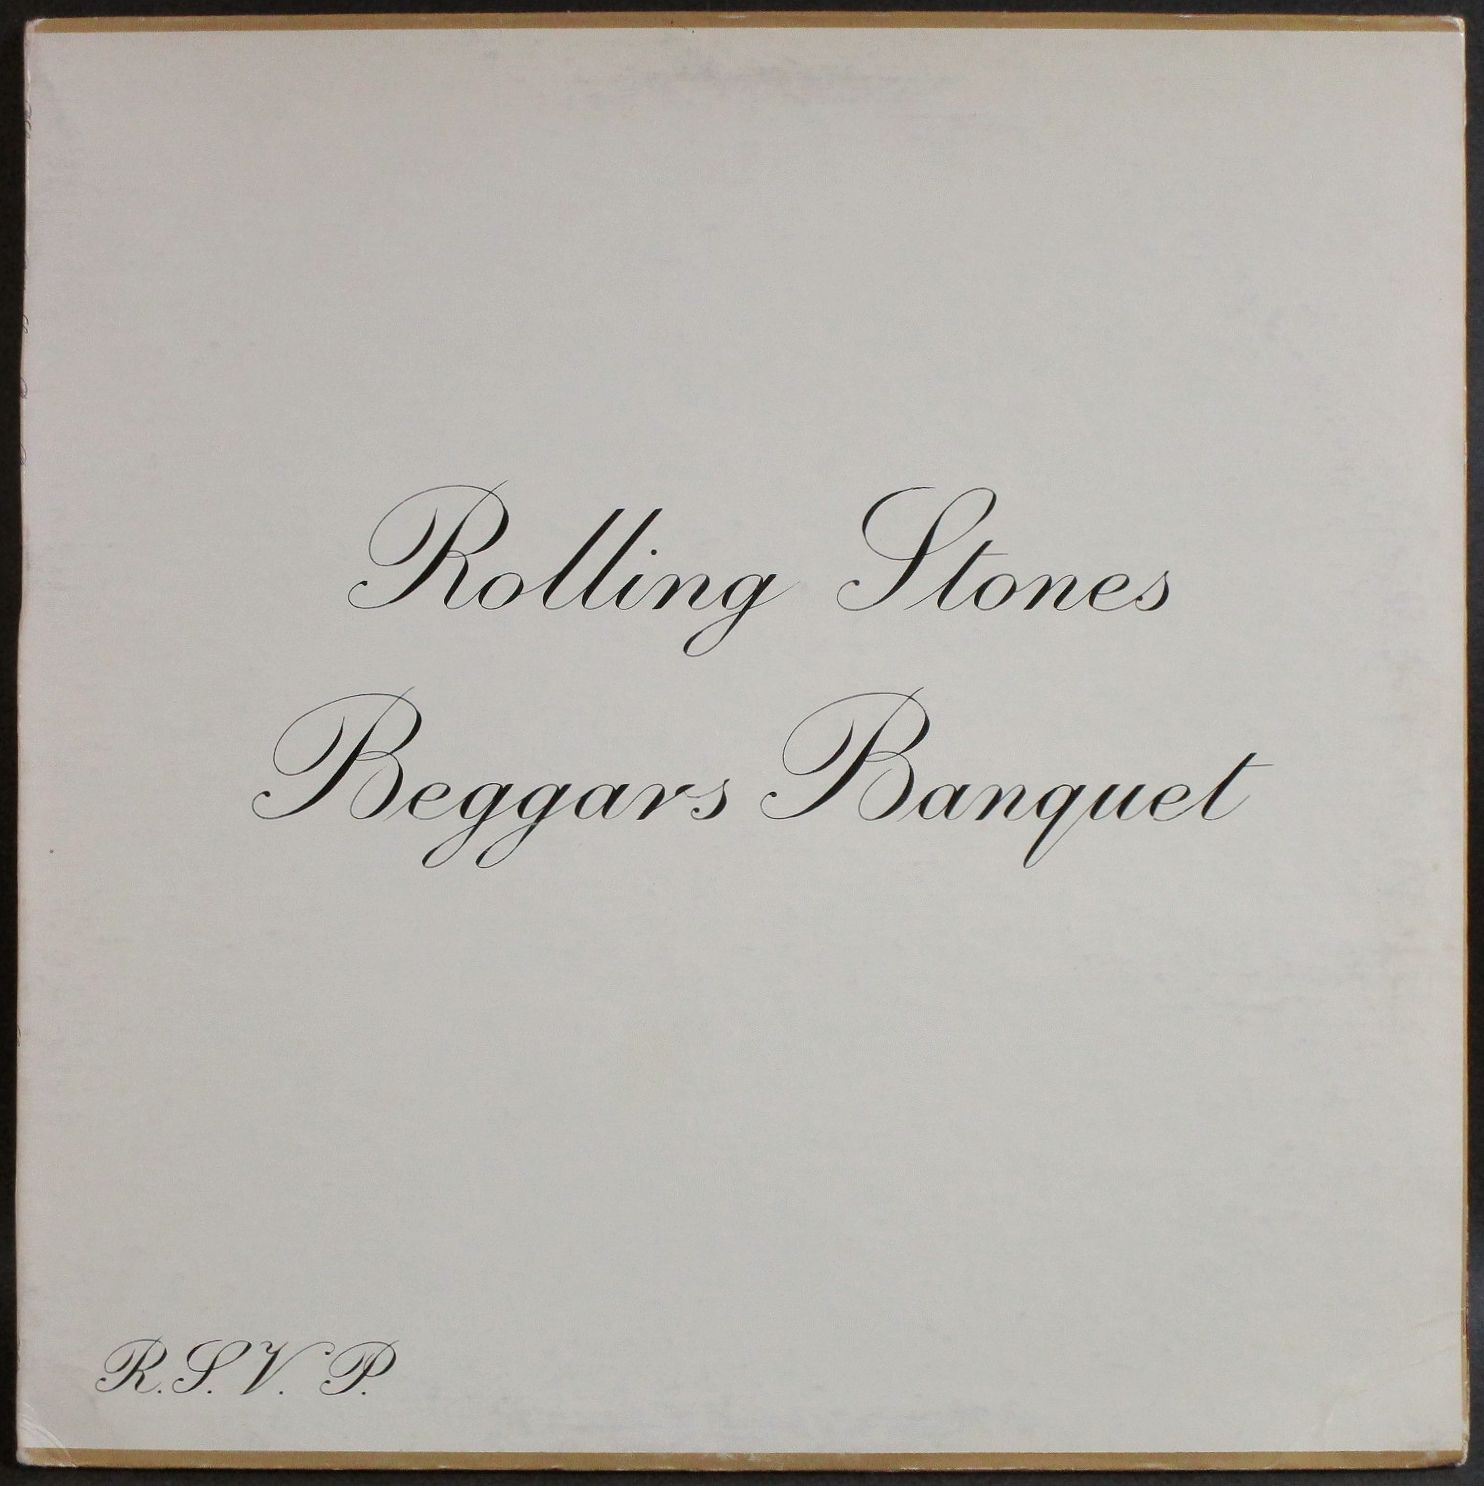 Rolling Stones
Beggars Banquet
R.S.V.P.